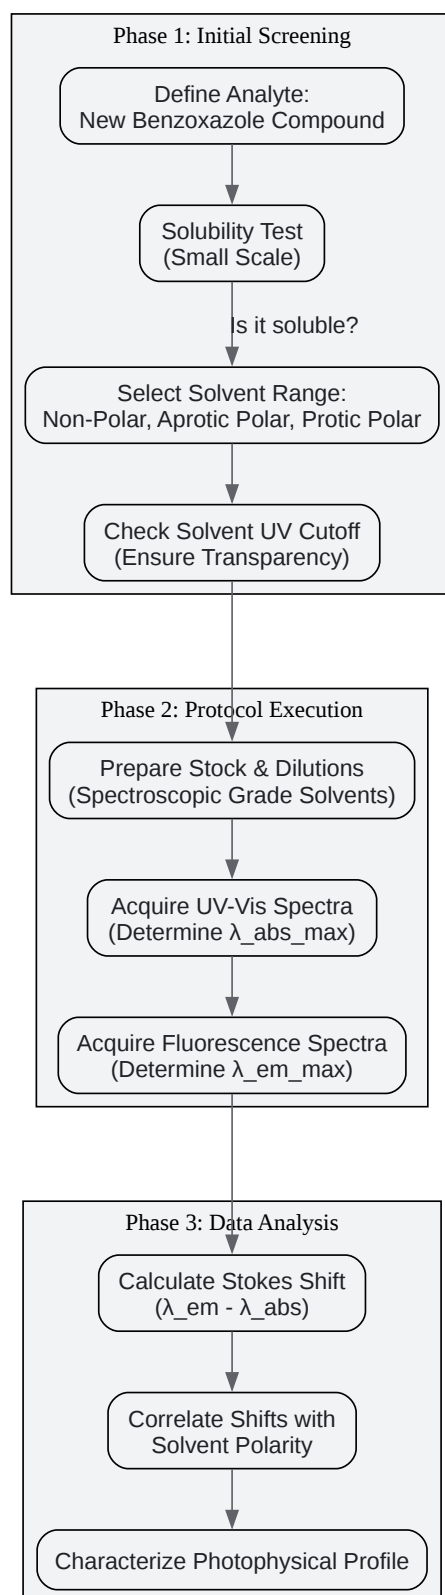 Phase 1: Initial Screening
Define Analyte:
New Benzoxazole Compound
Solubility Test
(Small Scale)
Is it soluble?
Select Solvent Range:
Non-Polar, Aprotic Polar, Protic Polar
Check Solvent UV Cutoff
(Ensure Transparency)
Phase 2: Protocol Execution
Prepare Stock & Dilutions
(Spectroscopic Grade Solvents)
Acquire UV-Vis Spectra
(Determine λ_abs_max)
Acquire Fluorescence Spectra
(Determine λ_em_max)
Phase 3: Data Analysis
Calculate Stokes Shift
(λ_em - λ_abs)
Correlate Shifts with
Solvent Polarity
Characterize Photophysical Profile